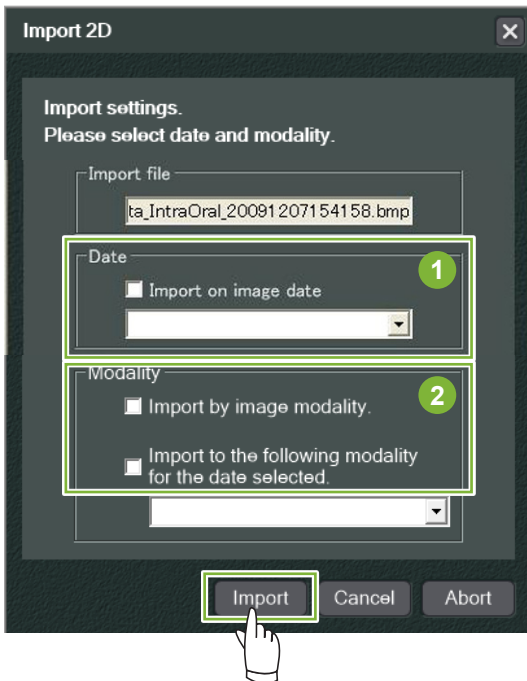 Import 2D
Import settings.
Please select date and modality.
Import file
ta_IntraOral_20091207154158.bmp
Date
1
Import on image date
Modality
2
Import by image modality.
Import to the following modality
for the date selected.
Import Cancel Abort